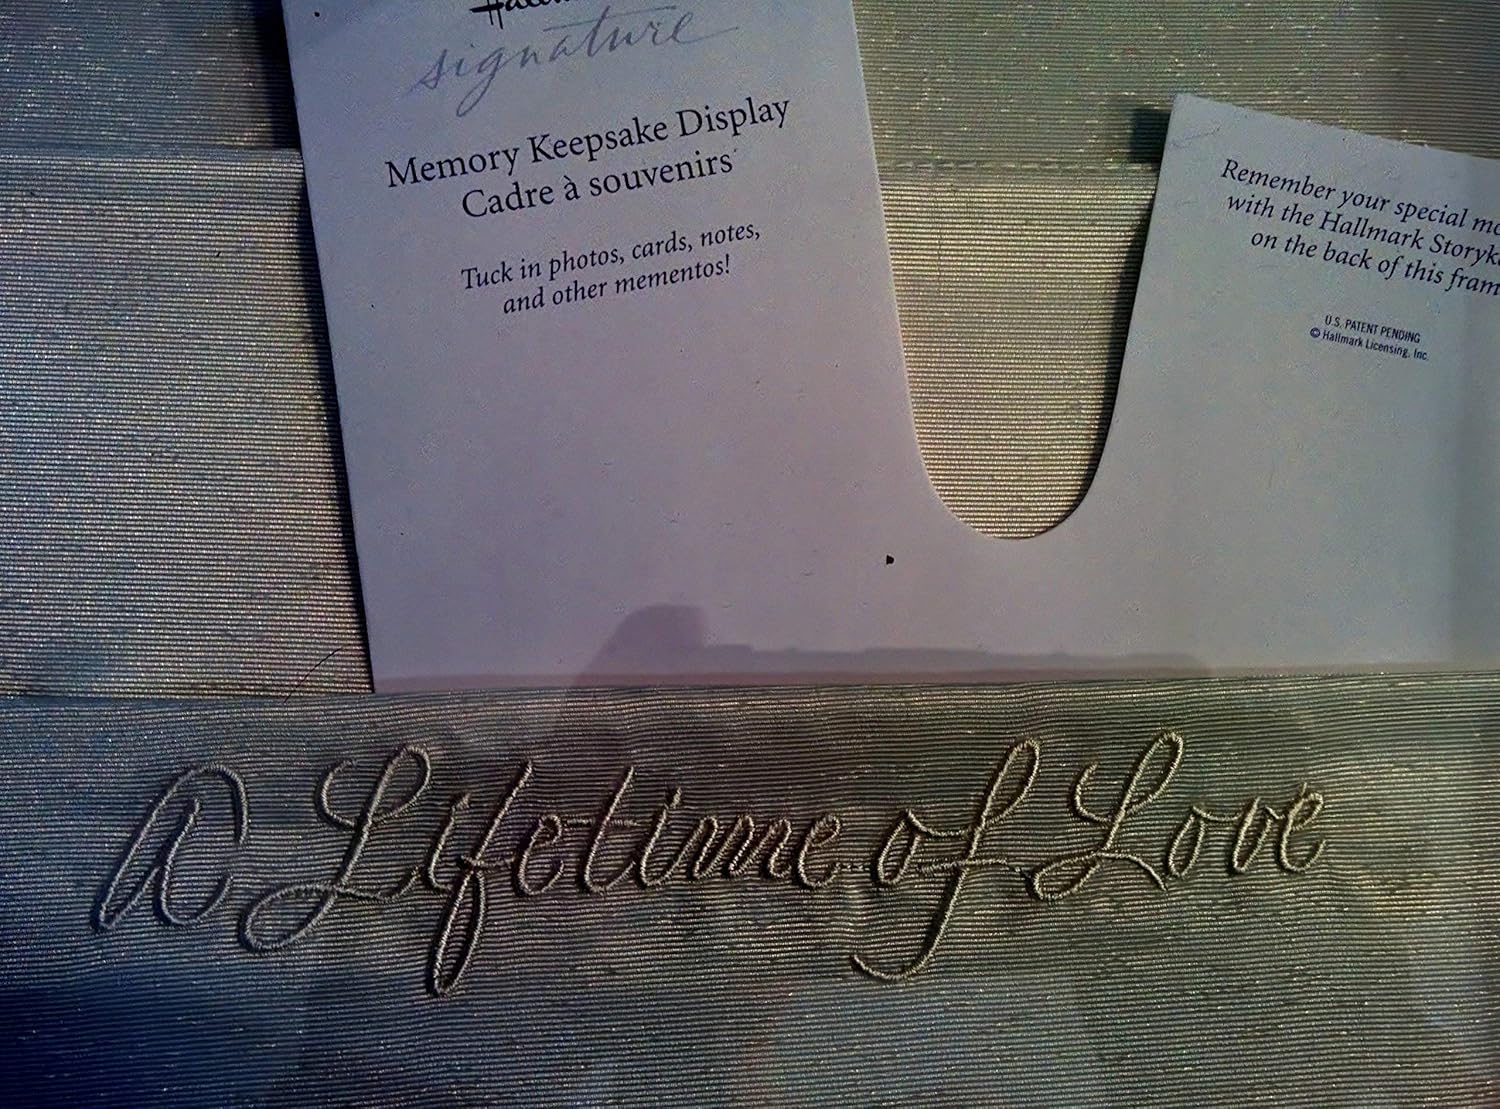 signature
Memory Keepsake Display
Cadre à souvenirs
Tuck in photos, cards, notes,
and other mementos!
Remember your special
with the Hallmark
on the back of this
U.S. PATENT PENDING
© Hallmark Licensing, Inc.
A Lifetime of Love